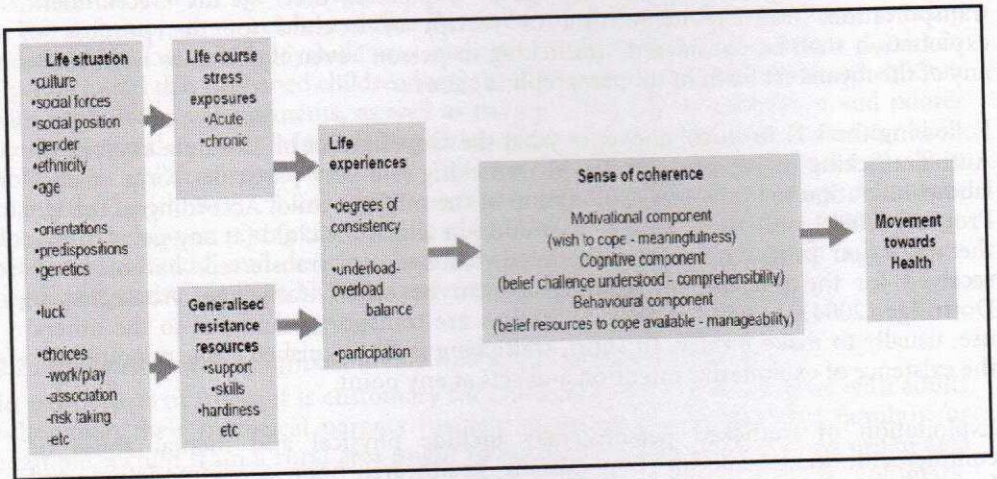 Life situation
•culture
•social forces
•social position
•gender
•ethnicity
•age
•orientations
•predispositions
•genetics
•luck
•choices
-work/play
-association
-risk taking
-etc
Life course
stress
exposures
•Acute
•chronic
Generalised
resistance
resources
•support
•skills
•hardiness
etc
Life
experiences
•degrees of
consistency
•underload-
overload
balance
•participation
Sense of coherence
Motivational component
(wish to cope - meaningfulness)
Cognitive component
(belief challenge understood - comprehensibility)
Behavioural component
(belief resources to cope available - manageability)
Movement
towards
Health